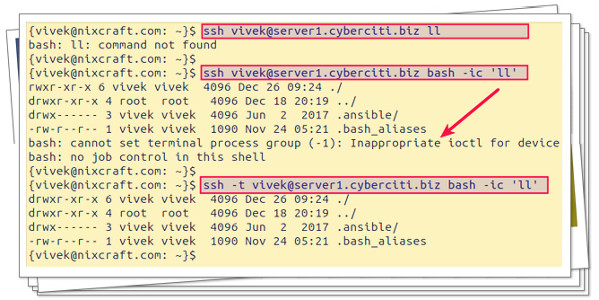 {vivek@nixcraft.com: ~}$ ssh vivek@server1.cyberciti.biz ll
bash: ll: command not found
{vivek@nixcraft.com: ~}$
{vivek@nixcraft.com: ~}$ ssh vivek@server1.cyberciti.biz bash -ic 'll'
rwxr-xr-x 6 vivek vivek  4096 Dec 26 09:24 ./
drwxr-xr-x 4 root  root   4096 Dec 18 20:19 ../
drwx------ 3 vivek vivek  4096 Jun  2  2017 .ansible/
-rw-r--r-- 1 vivek vivek  1090 Nov 24 05:21 .bash_aliases
bash: cannot set terminal process group (-1): Inappropriate ioctl for device
bash: no job control in this shell
{vivek@nixcraft.com: ~}$
{vivek@nixcraft.com: ~}$ ssh -t vivek@server1.cyberciti.biz bash -ic 'll'
drwxr-xr-x 6 vivek vivek  4096 Dec 26 09:24 ./
drwxr-xr-x 4 root  root   4096 Dec 18 20:19 ../
drwx------ 3 vivek vivek  4096 Jun  2  2017 .ansible/
-rw-r--r-- 1 vivek vivek  1090 Nov 24 05:21 .bash_aliases
{vivek@nixcraft.com: ~}$